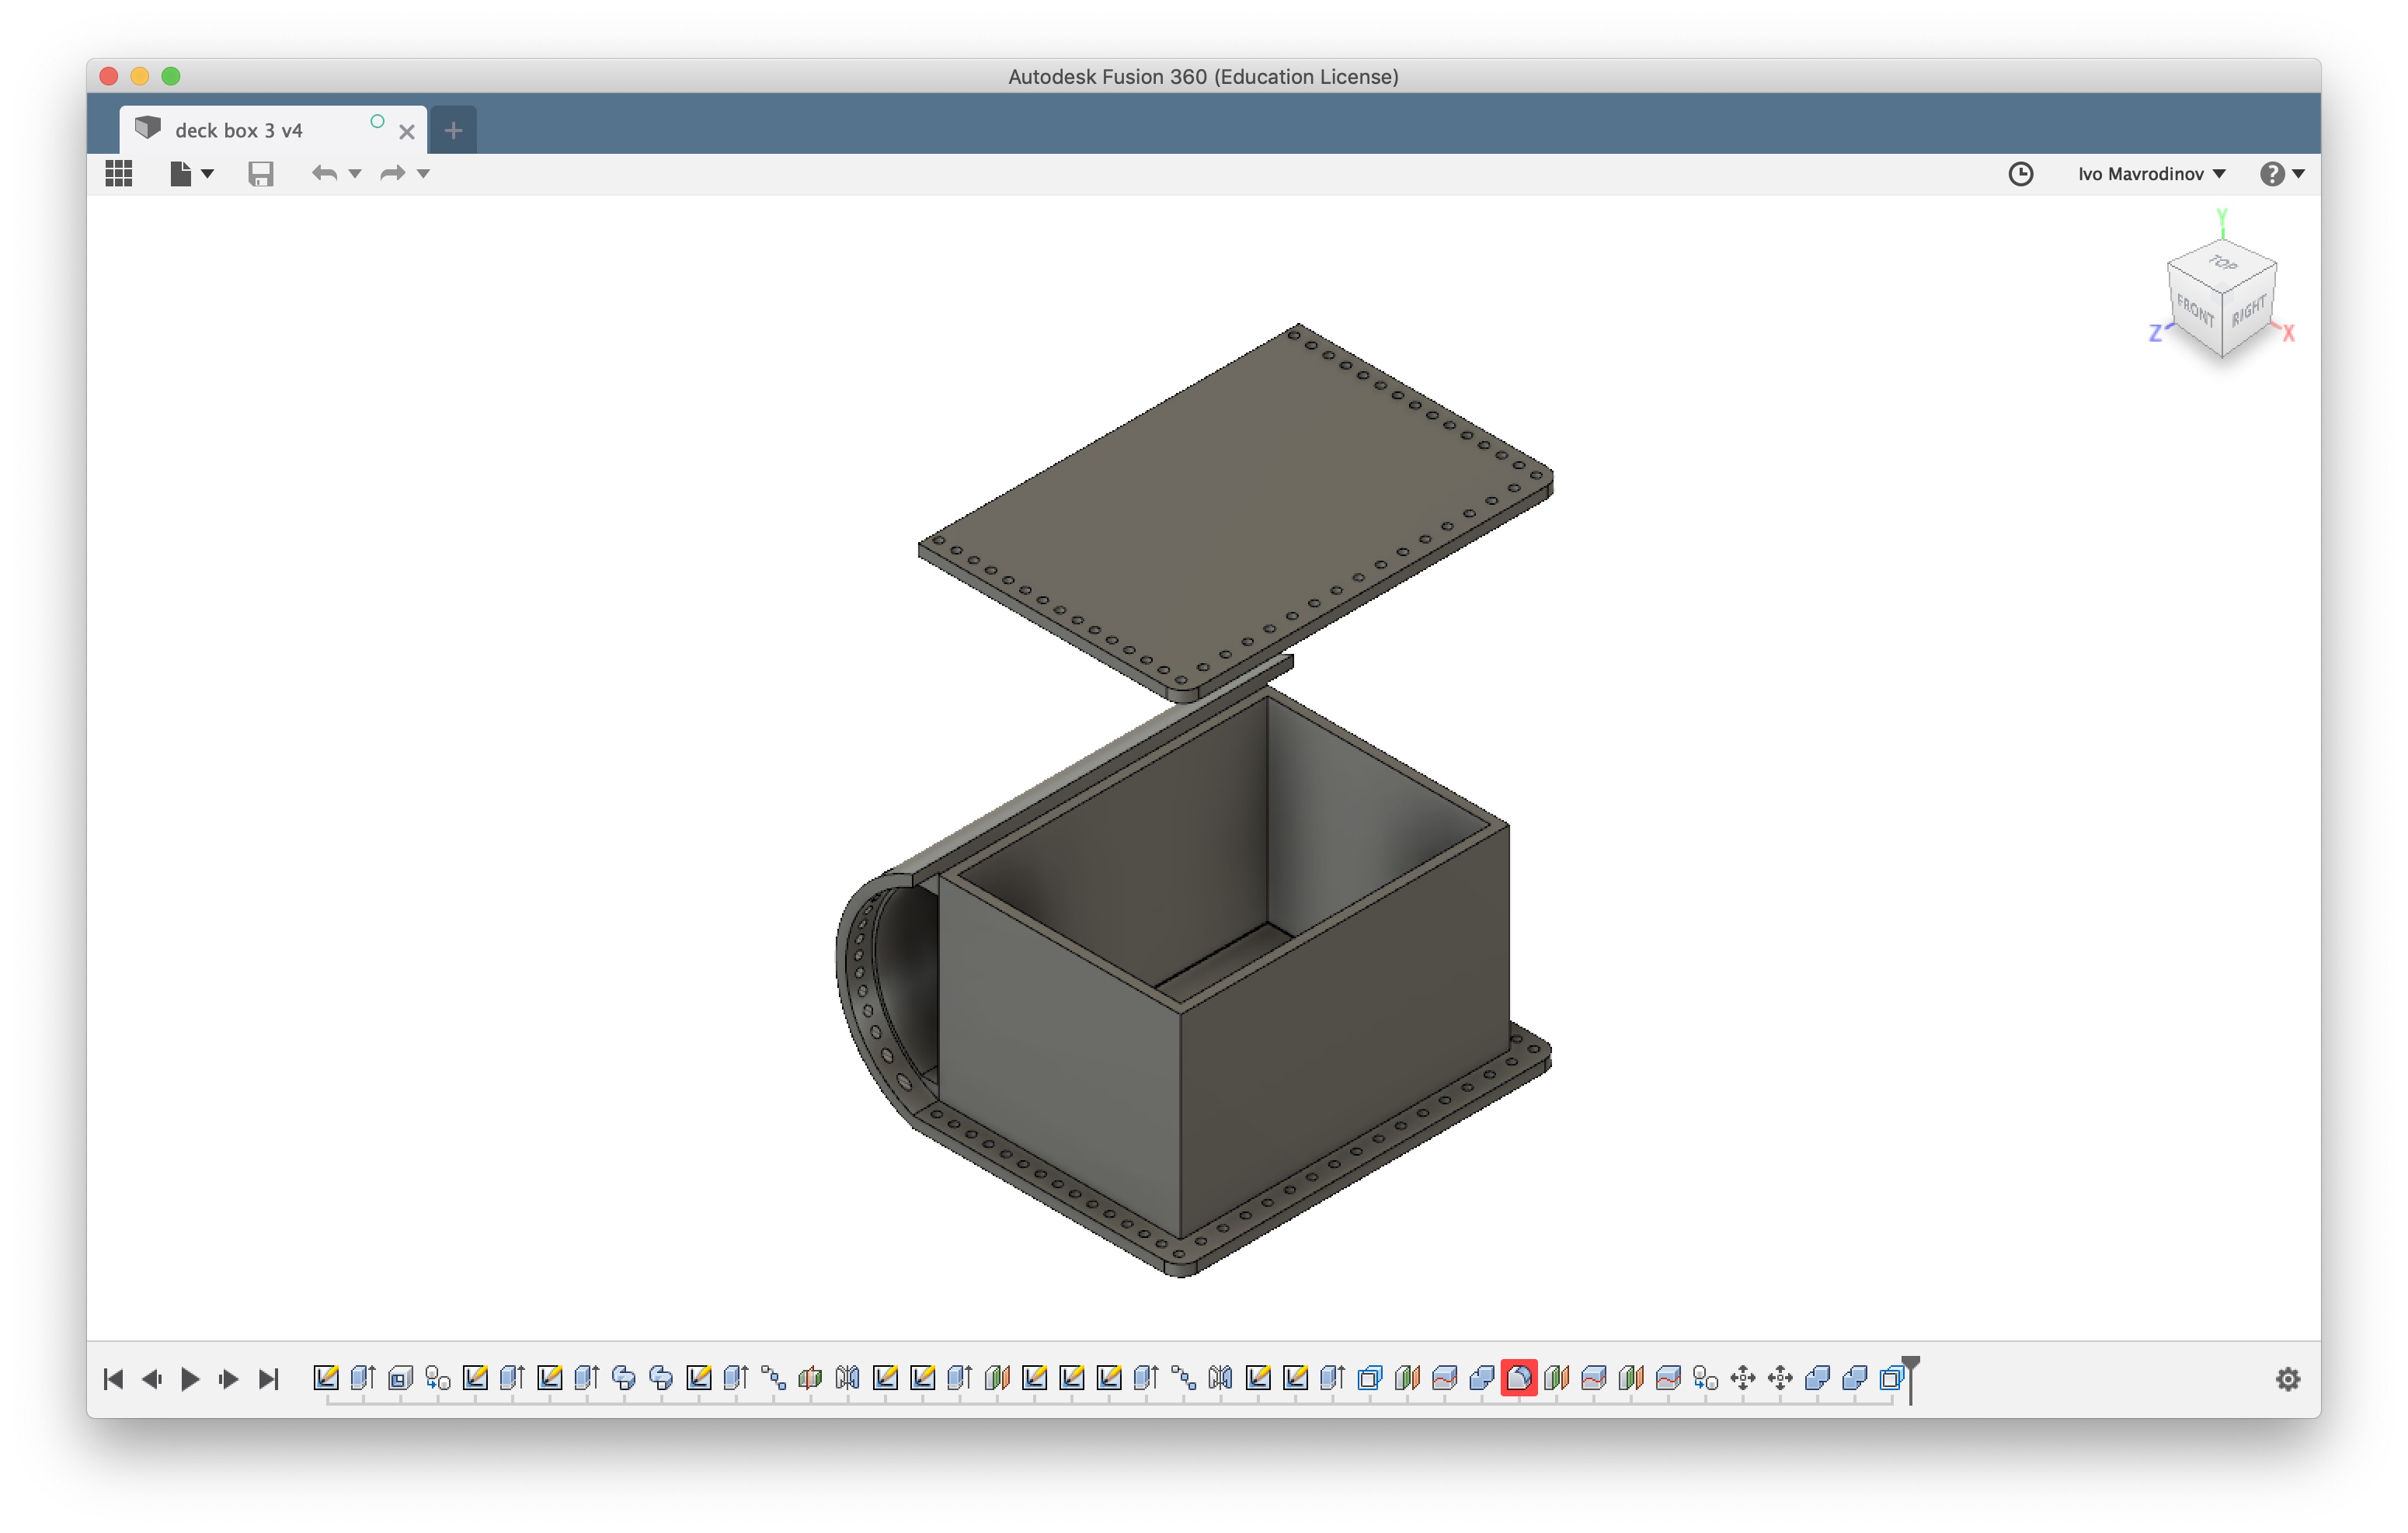 Autodesk Fusion 360 (Education License)
deck box 3 v4
Ivo Mavrodinov
Y
TOP
FRONT
RIGHT
Z
X